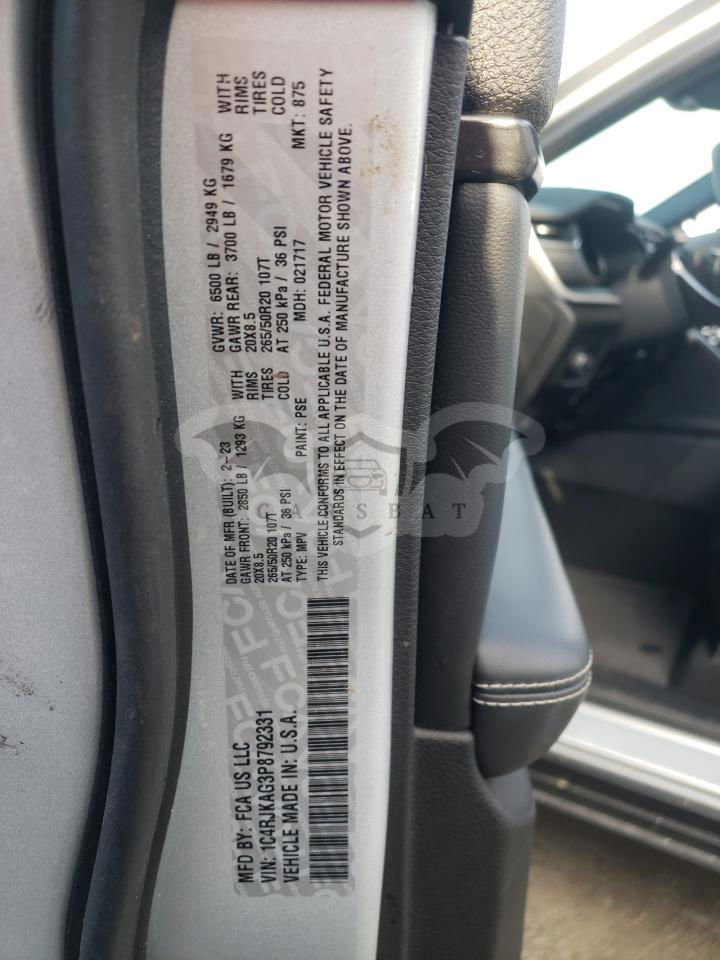 MFD BY: FCA US LLC
DATE OF MFR (BUILT): 2-23
GVWR: 6500 LB / 2949 KG
GAWR FRONT: 2850 LB / 1293 KG WITH
GAWR REAR: 3700 LB / 1679 KG WITH
20X8.5 RIMS
20X8.5 RIMS
265/50R20 107T TIRES
265/50R20 107T TIRES
AT 250 kPa / 36 PSI COLD
AT 250 kPa / 36 PSI COLD
VIN: 1C4RJKAG3P8792331
TYPE: MPV PAINT: PSE MDH: 021717 MKT: 875
VEHICLE MADE IN: U.S.A.
THIS VEHICLE CONFORMS TO ALL APPLICABLE U.S.A. FEDERAL MOTOR VEHICLE SAFETY
STANDARDS IN EFFECT ON THE DATE OF MANUFACTURE SHOWN ABOVE.
CARSBAT